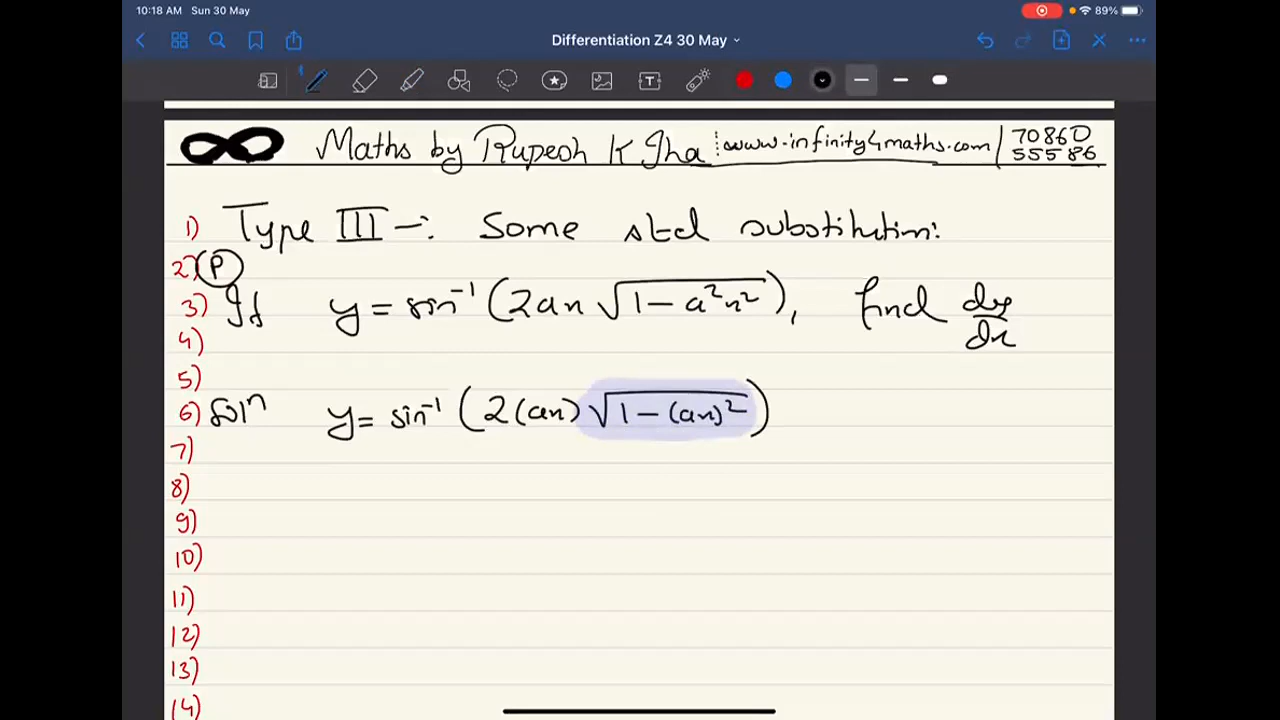 10:18 AM Sun 30 May 89%
Differentiation Z4 30 May
∞ Maths by Rupesh K Jha www.infinity4maths.com 70860
55586
1) Type III -: Some std substitution:
2) P
3) If y = sin⁻¹ (2ax √1 - a²x²), find dy/dx
4)
5)
6) Soln y = sin⁻¹ (2(ax) √1 - (ax)²)
7)
8)
9)
10)
11)
12)
13)
14)